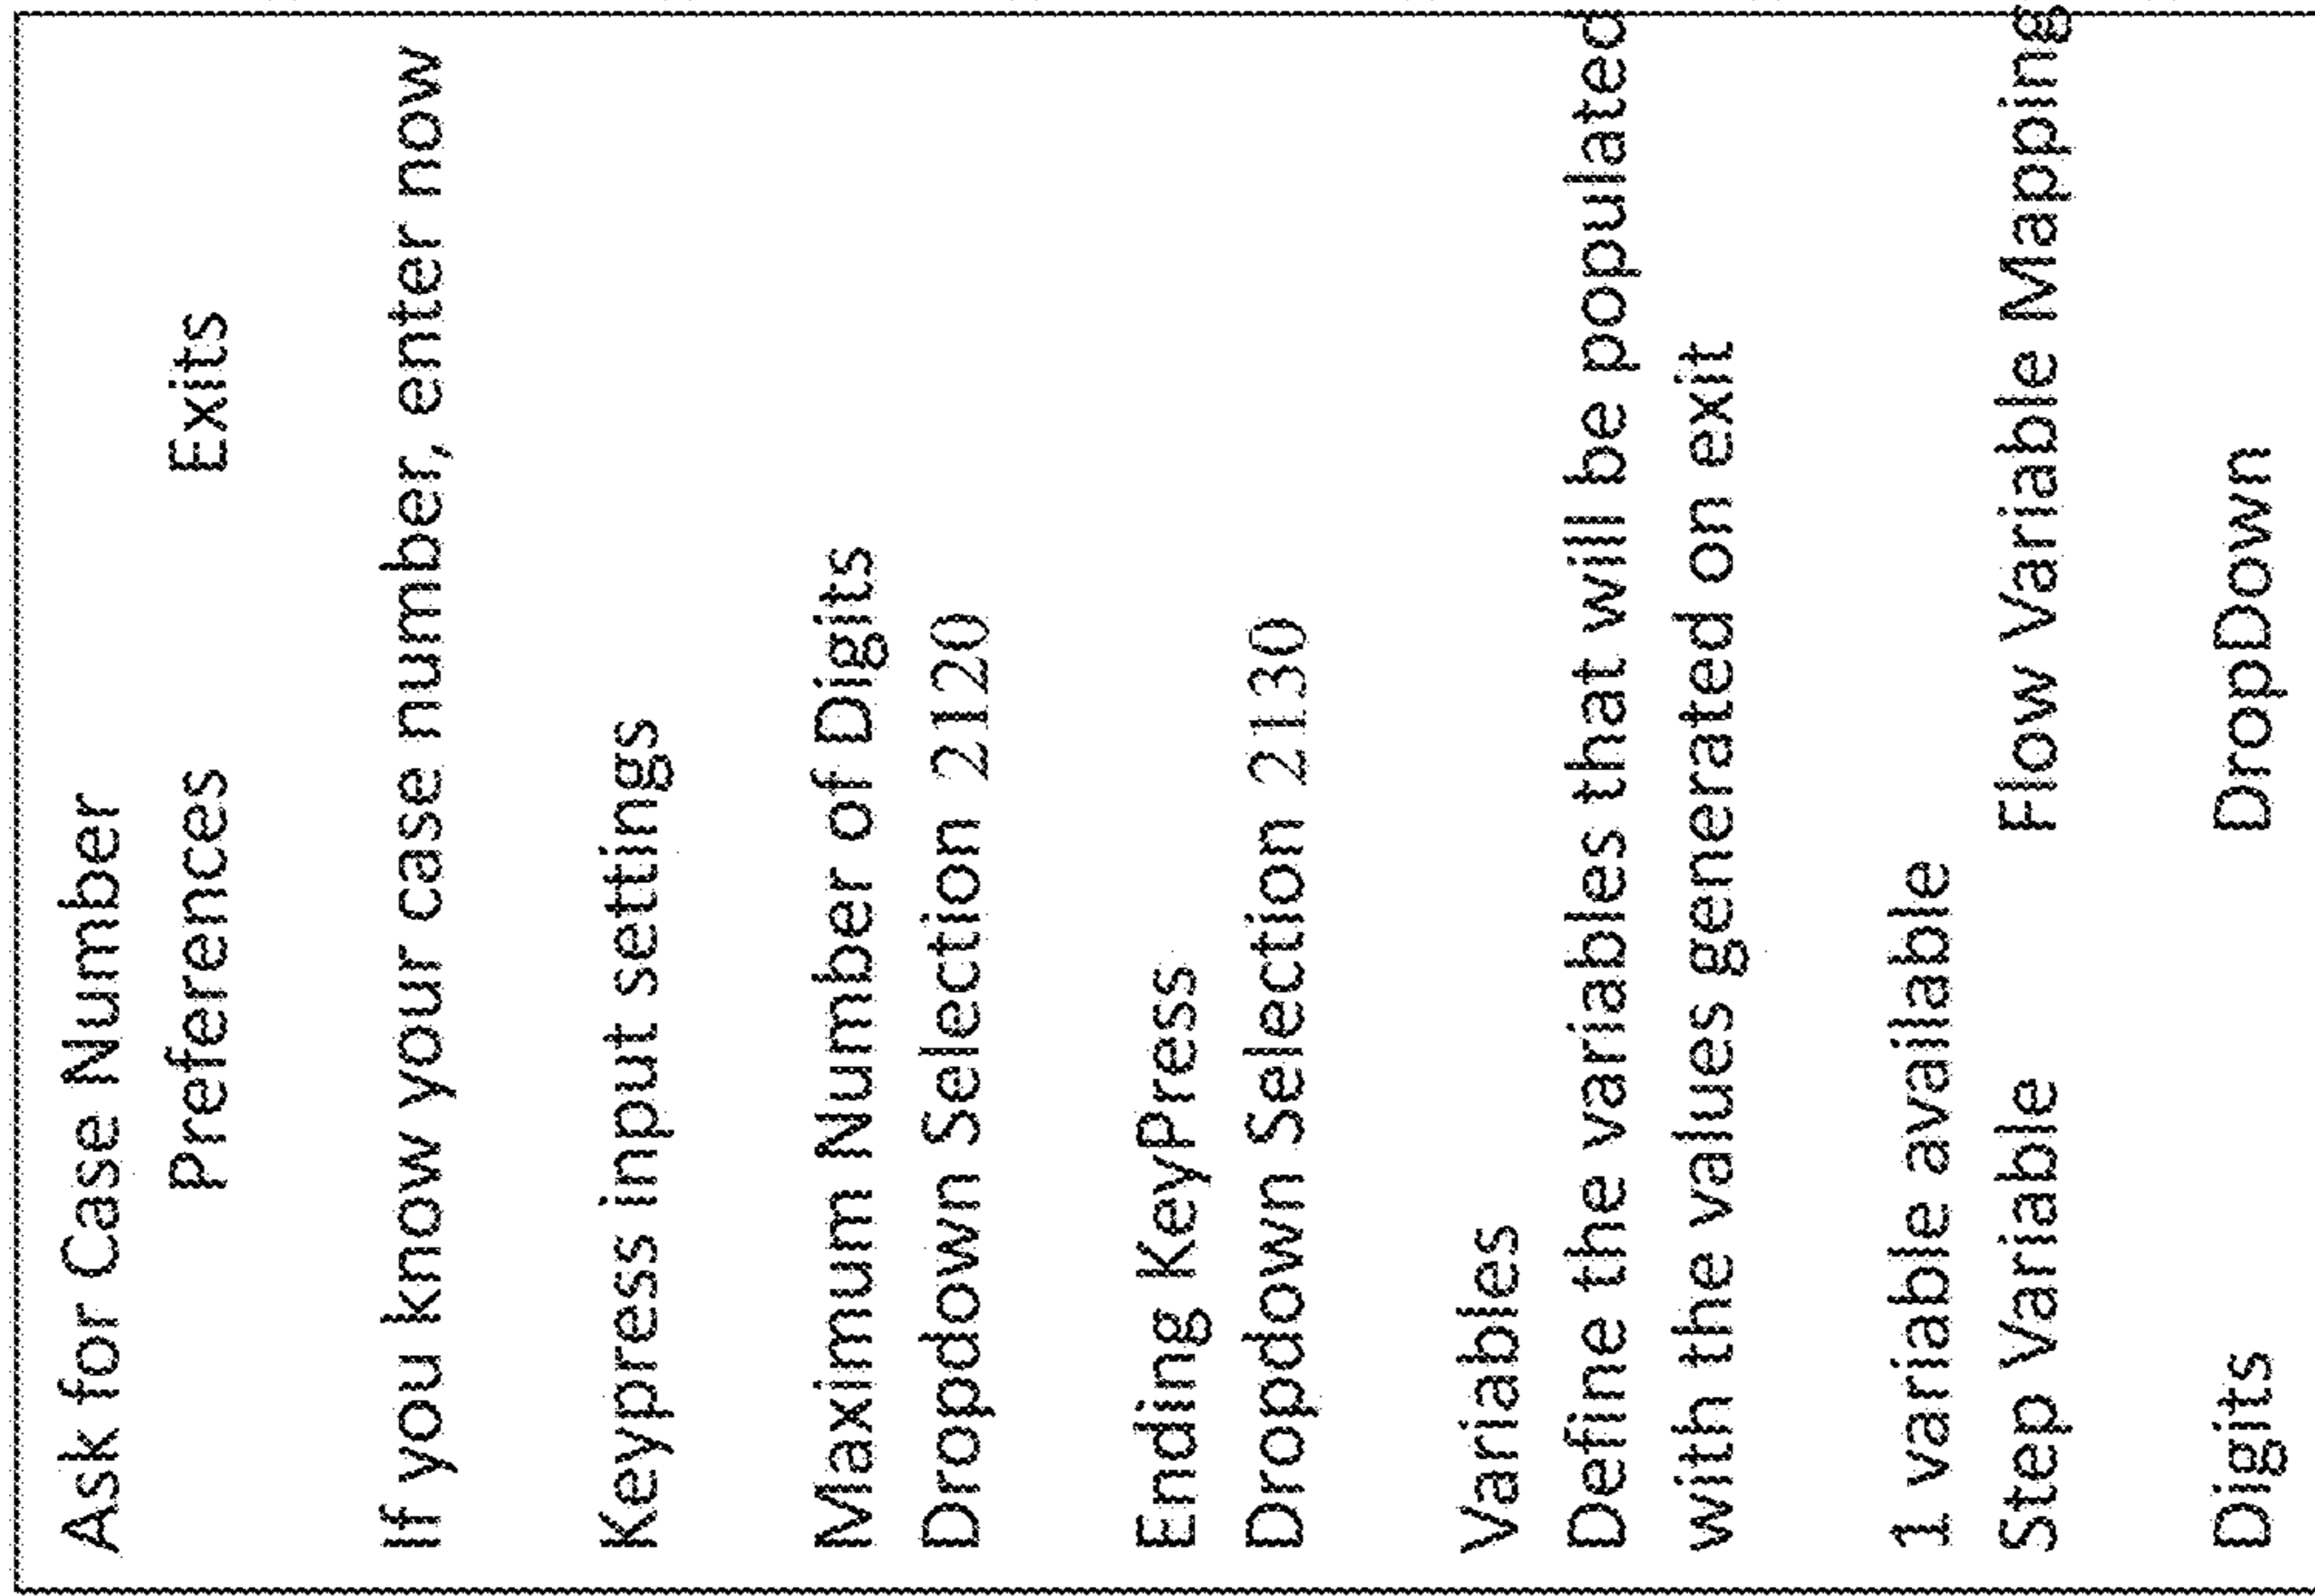 Ask for Case Number
Preferences Exits
If you know your case number, enter now
Keypress input settings
Maximum Number of Digits
Dropdown Selection 2120
Ending KeyPress
Dropdown Selection 2130
Variables
Define the variables that will be populated
with the values generated on exit
1 variable available
Step Variable Flow Variable Mapping
Digits DropDown